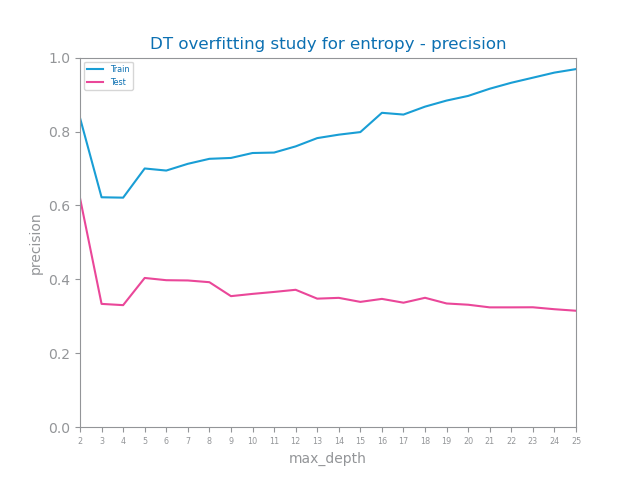 DT overfitting study for entropy - precision
Train
Test
precision
1.0
0.8
0.6
0.4
0.2
0.0
2 3 4 5 6 7 8 9 10 11 12 13 14 15 16 17 18 19 20 21 22 23 24 25
max_depth